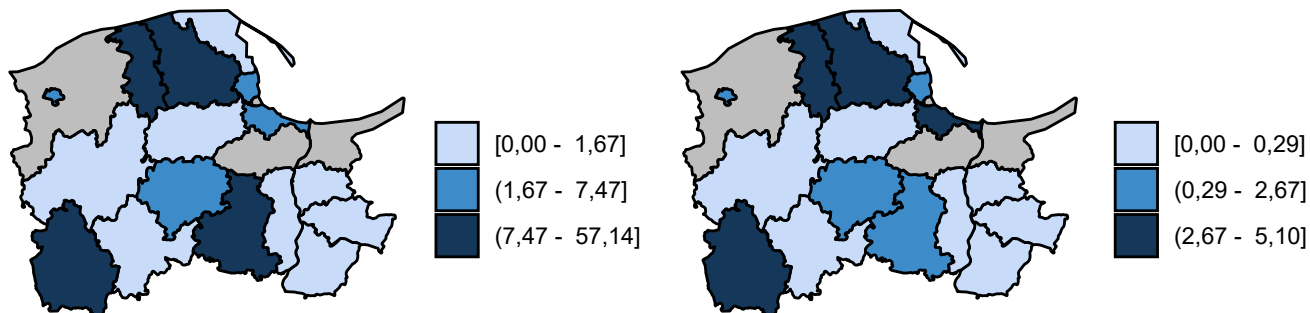 [0,00 - 1,67]
(1,67 - 7,47]
(7,47 - 57,14]
[0,00 - 0,29]
(0,29 - 2,67]
(2,67 - 5,10]